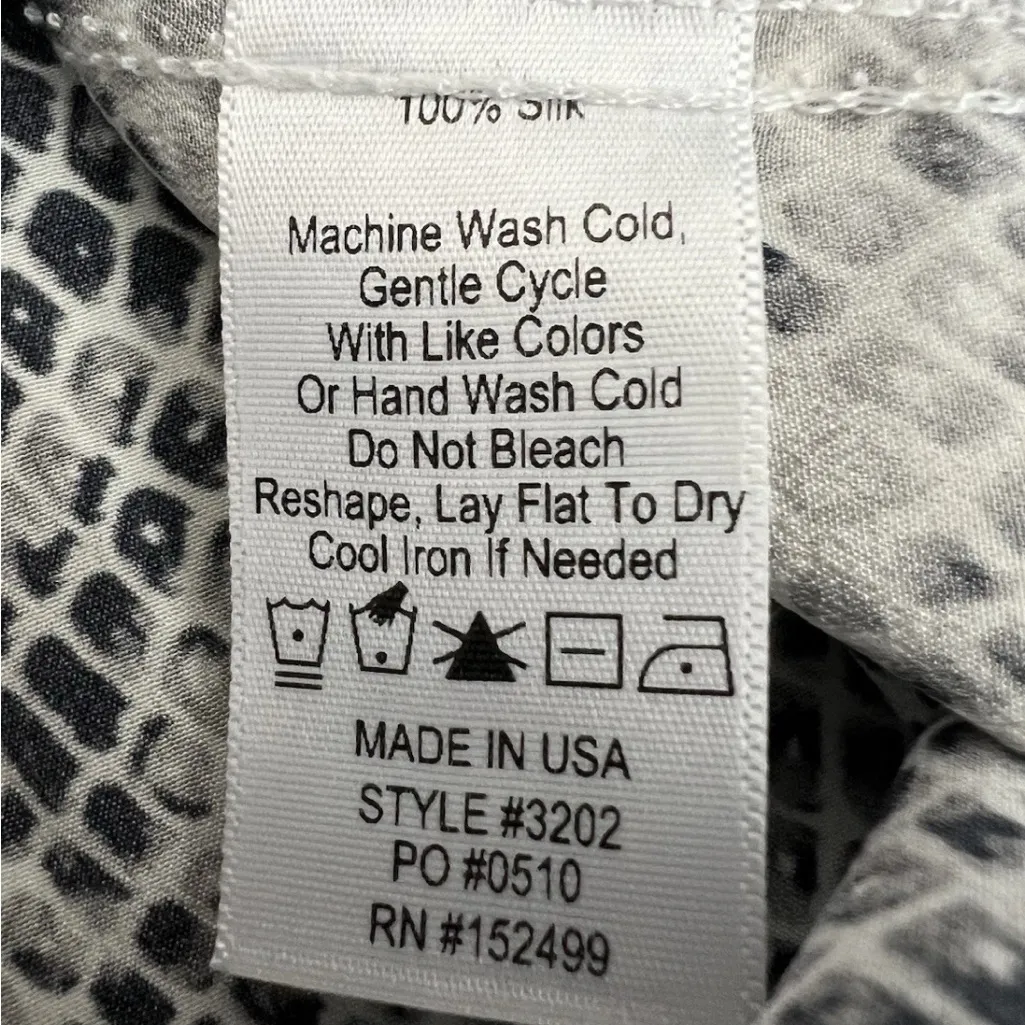 100% Silk
Machine Wash Cold,
Gentle Cycle
With Like Colors
Or Hand Wash Cold
Do Not Bleach
Reshape, Lay Flat To Dry
Cool Iron If Needed
MADE IN USA
STYLE #3202
PO #0510
RN #152499